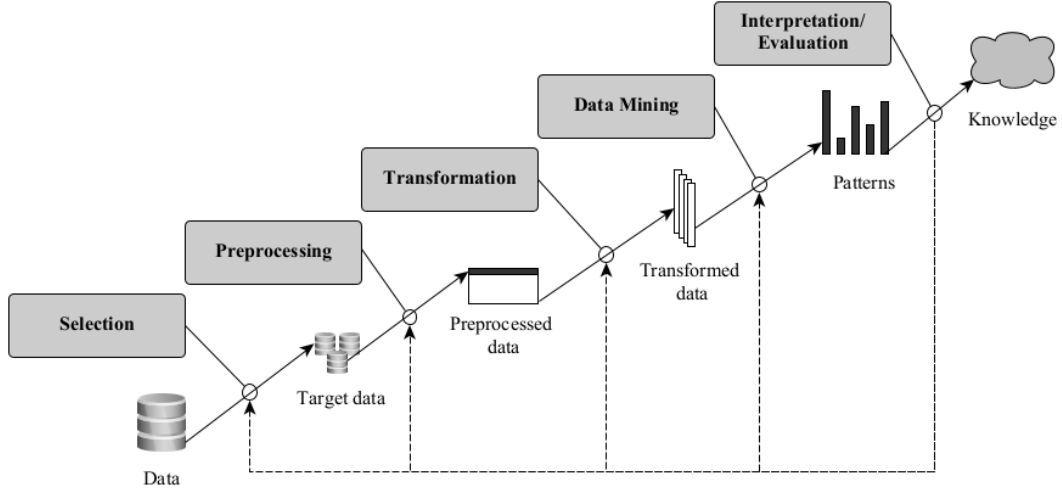 Interpretation/
Evaluation
Knowledge
Data Mining
Patterns
Transformation
Transformed
data
Preprocessing
Preprocessed
data
Selection
Target data
Data